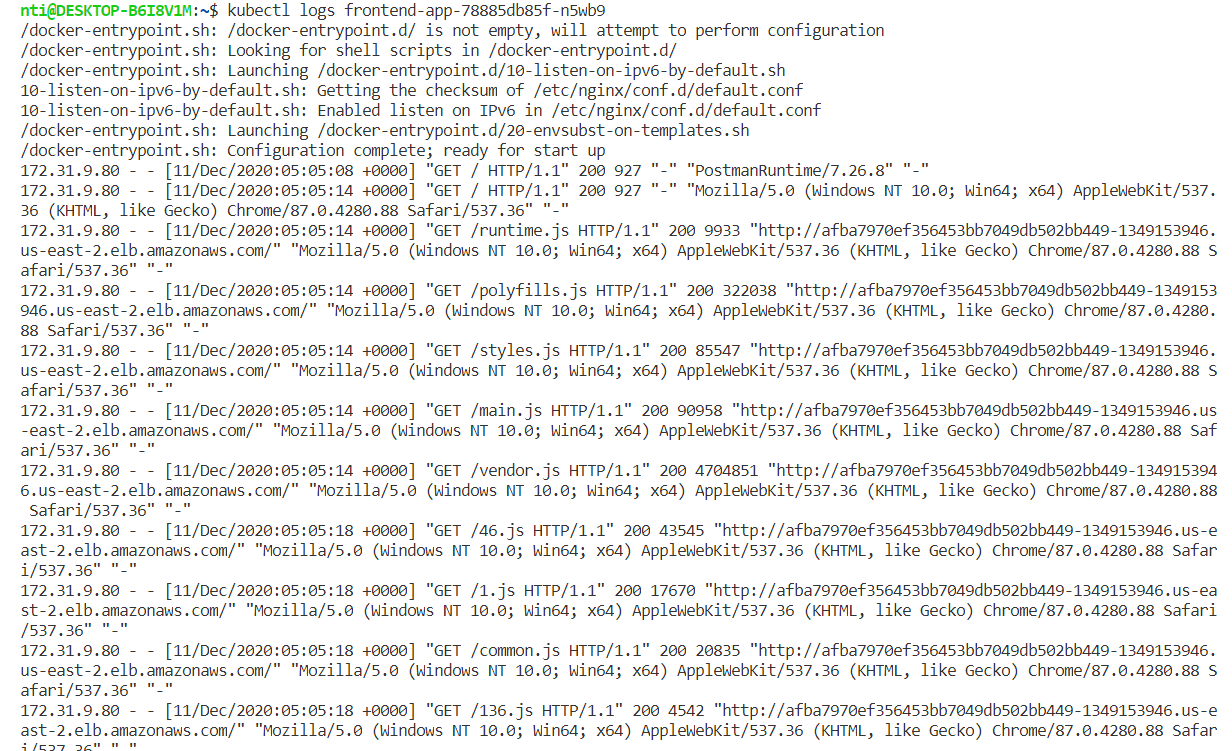 nti@DESKTOP-B6I8V1M:~$ kubectl logs frontend-app-78885db85f-n5wb9
/docker-entrypoint.sh: /docker-entrypoint.d/ is not empty, will attempt to perform configuration
/docker-entrypoint.sh: Looking for shell scripts in /docker-entrypoint.d/
/docker-entrypoint.sh: Launching /docker-entrypoint.d/10-listen-on-ipv6-by-default.sh
10-listen-on-ipv6-by-default.sh: Getting the checksum of /etc/nginx/conf.d/default.conf
10-listen-on-ipv6-by-default.sh: Enabled listen on IPv6 in /etc/nginx/conf.d/default.conf
/docker-entrypoint.sh: Launching /docker-entrypoint.d/20-envsubst-on-templates.sh
/docker-entrypoint.sh: Configuration complete; ready for start up
172.31.9.80 - - [11/Dec/2020:05:05:08 +0000] "GET / HTTP/1.1" 200 927 "-" "PostmanRuntime/7.26.8" "-"
172.31.9.80 - - [11/Dec/2020:05:05:14 +0000] "GET / HTTP/1.1" 200 927 "-" "Mozilla/5.0 (Windows NT 10.0; Win64; x64) AppleWebKit/537.
36 (KHTML, like Gecko) Chrome/87.0.4280.88 Safari/537.36" "-"
172.31.9.80 - - [11/Dec/2020:05:05:14 +0000] "GET /runtime.js HTTP/1.1" 200 9933 "http://afba7970ef356453bb7049db502bb449-1349153946.
us-east-2.elb.amazonaws.com/" "Mozilla/5.0 (Windows NT 10.0; Win64; x64) AppleWebKit/537.36 (KHTML, like Gecko) Chrome/87.0.4280.88 S
afari/537.36" "-"
172.31.9.80 - - [11/Dec/2020:05:05:14 +0000] "GET /polyfills.js HTTP/1.1" 200 322038 "http://afba7970ef356453bb7049db502bb449-1349153
946.us-east-2.elb.amazonaws.com/" "Mozilla/5.0 (Windows NT 10.0; Win64; x64) AppleWebKit/537.36 (KHTML, like Gecko) Chrome/87.0.4280.
88 Safari/537.36" "-"
172.31.9.80 - - [11/Dec/2020:05:05:14 +0000] "GET /styles.js HTTP/1.1" 200 85547 "http://afba7970ef356453bb7049db502bb449-1349153946.
us-east-2.elb.amazonaws.com/" "Mozilla/5.0 (Windows NT 10.0; Win64; x64) AppleWebKit/537.36 (KHTML, like Gecko) Chrome/87.0.4280.88 S
afari/537.36" "-"
172.31.9.80 - - [11/Dec/2020:05:05:14 +0000] "GET /main.js HTTP/1.1" 200 90958 "http://afba7970ef356453bb7049db502bb449-1349153946.us
-east-2.elb.amazonaws.com/" "Mozilla/5.0 (Windows NT 10.0; Win64; x64) AppleWebKit/537.36 (KHTML, like Gecko) Chrome/87.0.4280.88 Saf
ari/537.36" "-"
172.31.9.80 - - [11/Dec/2020:05:05:14 +0000] "GET /vendor.js HTTP/1.1" 200 4704851 "http://afba7970ef356453bb7049db502bb449-134915394
6.us-east-2.elb.amazonaws.com/" "Mozilla/5.0 (Windows NT 10.0; Win64; x64) AppleWebKit/537.36 (KHTML, like Gecko) Chrome/87.0.4280.88
 Safari/537.36" "-"
172.31.9.80 - - [11/Dec/2020:05:05:18 +0000] "GET /46.js HTTP/1.1" 200 43545 "http://afba7970ef356453bb7049db502bb449-1349153946.us-e
ast-2.elb.amazonaws.com/" "Mozilla/5.0 (Windows NT 10.0; Win64; x64) AppleWebKit/537.36 (KHTML, like Gecko) Chrome/87.0.4280.88 Safar
i/537.36" "-"
172.31.9.80 - - [11/Dec/2020:05:05:18 +0000] "GET /1.js HTTP/1.1" 200 17670 "http://afba7970ef356453bb7049db502bb449-1349153946.us-ea
st-2.elb.amazonaws.com/" "Mozilla/5.0 (Windows NT 10.0; Win64; x64) AppleWebKit/537.36 (KHTML, like Gecko) Chrome/87.0.4280.88 Safari
/537.36" "-"
172.31.9.80 - - [11/Dec/2020:05:05:18 +0000] "GET /common.js HTTP/1.1" 200 20835 "http://afba7970ef356453bb7049db502bb449-1349153946.
us-east-2.elb.amazonaws.com/" "Mozilla/5.0 (Windows NT 10.0; Win64; x64) AppleWebKit/537.36 (KHTML, like Gecko) Chrome/87.0.4280.88 S
afari/537.36" "-"
172.31.9.80 - - [11/Dec/2020:05:05:18 +0000] "GET /136.js HTTP/1.1" 200 4542 "http://afba7970ef356453bb7049db502bb449-1349153946.us-e
ast-2.elb.amazonaws.com/" "Mozilla/5.0 (Windows NT 10.0; Win64; x64) AppleWebKit/537.36 (KHTML, like Gecko) Chrome/87.0.4280.88 Safar
i/537.36" "-"